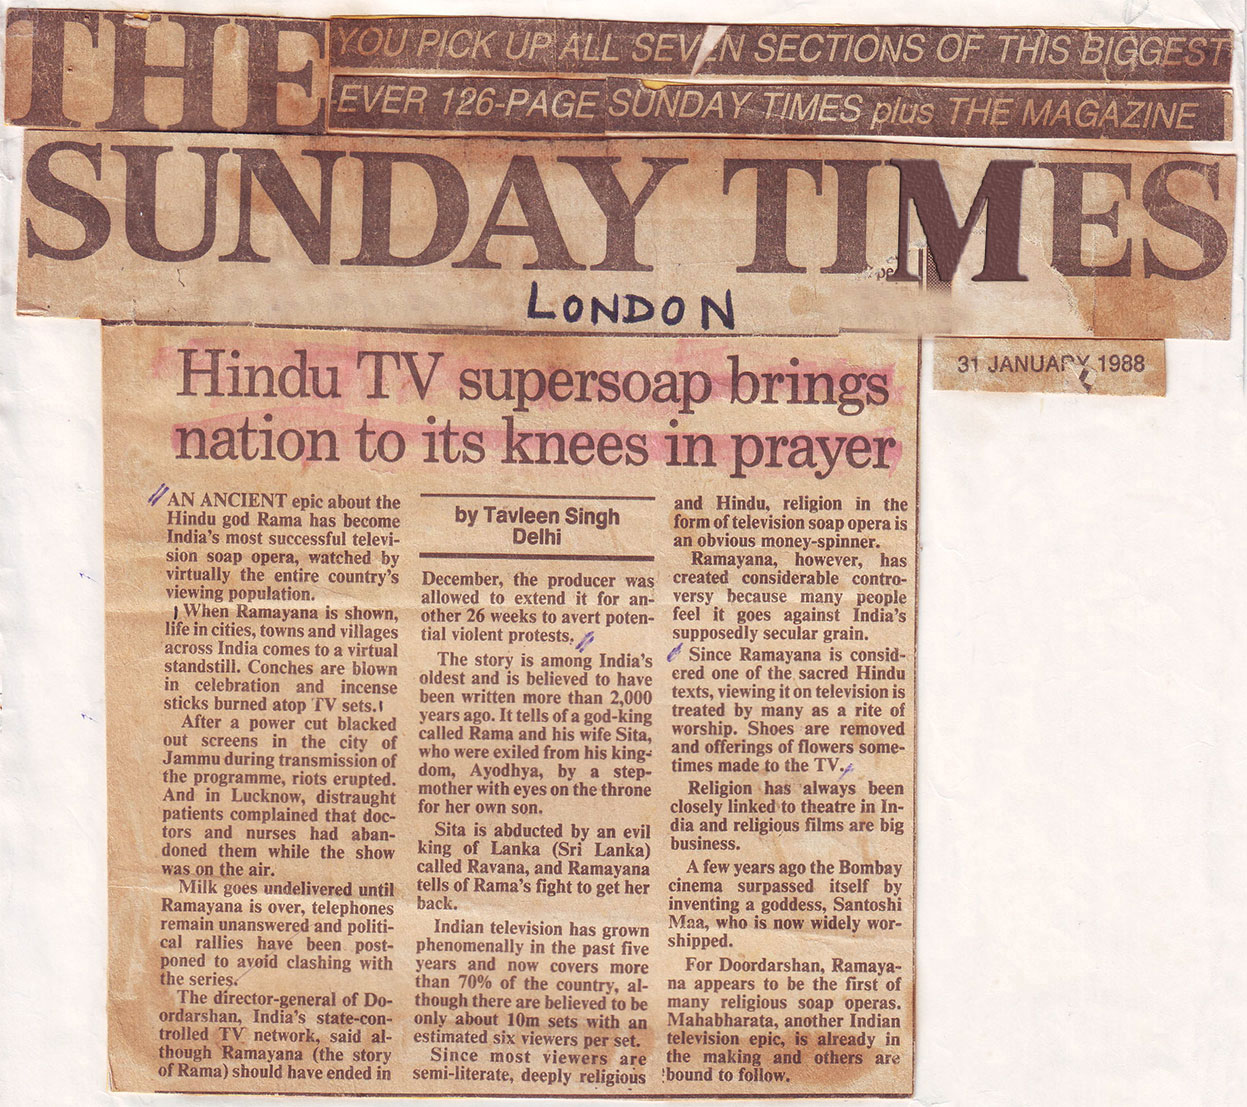 THE
YOU PICK UP ALL SEVEN SECTIONS OF THIS BIGGEST
EVER 126-PAGE SUNDAY TIMES plus THE MAGAZINE
SUNDAY TIMES
LONDON
31 JANUARY 1988
Hindu TV supersoap brings
nation to its knees in prayer
AN ANCIENT epic about the
Hindu god Rama has become
India's most successful televi-
sion soap opera, watched by
virtually the entire country's
viewing population.
When Ramayana is shown,
life in cities, towns and villages
across India comes to a virtual
standstill. Conches are blown
in celebration and incense
sticks burned atop TV sets.
After a power cut blacked
out screens in the city of
Jammu during transmission of
the programme, riots erupted.
And in Lucknow, distraught
patients complained that doc-
tors and nurses had aban-
doned them while the show
was on the air.
Milk goes undelivered until
Ramayana is over, telephones
remain unanswered and politi-
cal rallies have been post-
poned to avoid clashing with
the series.
The director-general of Do-
ordarshan, India's state-con-
trolled TV network, said al-
though Ramayana (the story
of Rama) should have ended in
by Tavleen Singh
Delhi
December, the producer was
allowed to extend it for an-
other 26 weeks to avert poten-
tial violent protests.
The story is among India's
oldest and is believed to have
been written more than 2,000
years ago. It tells of a god-king
called Rama and his wife Sita,
who were exiled from his king-
dom, Ayodhya, by a step-
mother with eyes on the throne
for her own son.
Sita is abducted by an evil
king of Lanka (Sri Lanka)
called Ravana, and Ramayana
tells of Rama's fight to get her
back.
Indian television has grown
phenomenally in the past five
years and now covers more
than 70% of the country, al-
though there are believed to be
only about 10m sets with an
estimated six viewers per set.
Since most viewers are
semi-literate, deeply religious
and Hindu, religion in the
form of television soap opera is
an obvious money-spinner.
Ramayana, however, has
created considerable contro-
versy because many people
feel it goes against India's
supposedly secular grain.
Since Ramayana is consid-
ered one of the sacred Hindu
texts, viewing it on television is
treated by many as a rite of
worship. Shoes are removed
and offerings of flowers some-
times made to the TV.
Religion has always been
closely linked to theatre in In-
dia and religious films are big
business.
A few years ago the Bombay
cinema surpassed itself by
inventing a goddess, Santoshi
Maa, who is now widely wor-
shipped.
For Doordarshan, Ramaya-
na appears to be the first of
many religious soap operas.
Mahabharata, another Indian
television epic, is already in
the making and others are
bound to follow.